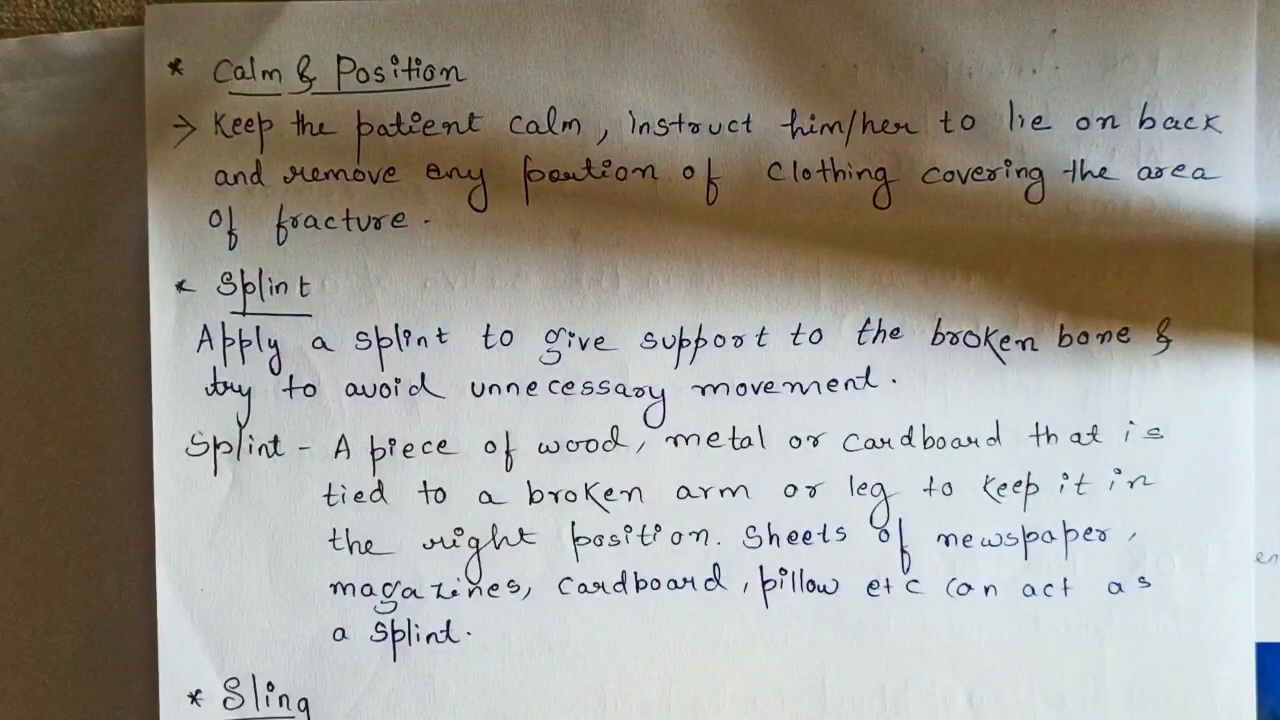 * Calm & Position
→ Keep the patient calm, instruct him/her to lie on back
and remove any portion of clothing covering the area
of fracture.
* Splint
Apply a splint to give support to the broken bone &
try to avoid unnecessary movement.
Splint - A piece of wood, metal or cardboard that is
tied to a broken arm or leg to keep it in
the right position. Sheets of newspaper,
magazines, cardboard, pillow etc can act as
a splint.
* Sling
en